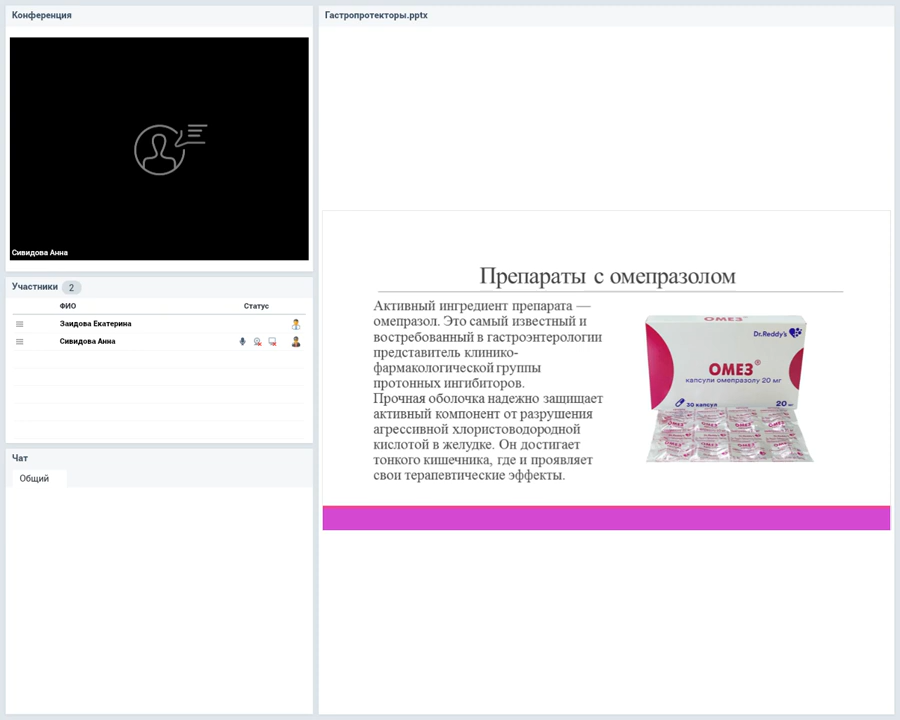 Конференция
Сивидова Анна
Участники 2
ФИО Статус
Заидова Екатерина
Сивидова Анна
Чат
Общий
Гастропротекторы.pptx
Препараты с омепразолом
Активный ингредиент препарата —
омепразол. Это самый известный и
востребованный в гастроэнтерологии
представитель клинико-
фармакологической группы
протонных ингибиторов.
Прочная оболочка надежно защищает
активный компонент от разрушения
агрессивной хлористоводородной
кислотой в желудке. Он достигает
тонкого кишечника, где и проявляет
свои терапевтические эффекты.
ОМЕЗ
Dr.Reddy's
ОМЕЗ®
капсули омепразолу 20 мг
30 капсул 20 мг